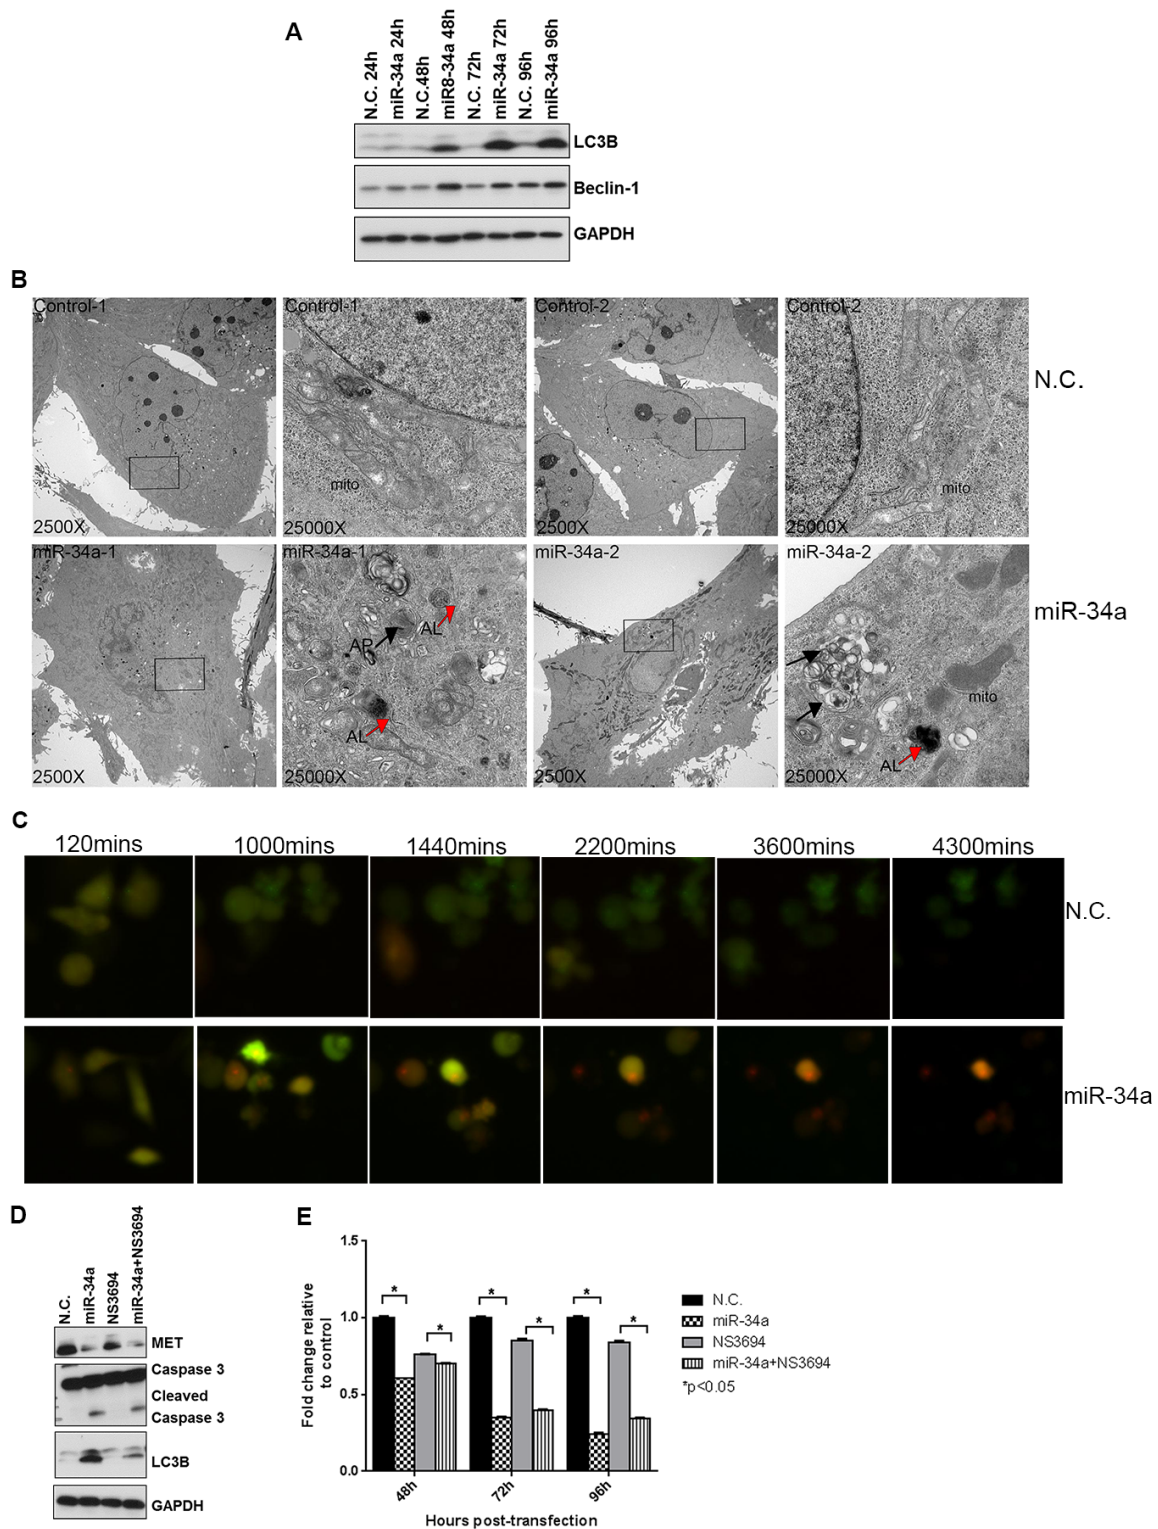 A
N.C. 24h
miR-34a 24h
N.C.48h
miR8-34a 48h
N.C. 72h
miR-34a 72h
N.C. 96h
miR-34a 96h
LC3B
Beclin-1
GAPDH
B
Control-1
Control-1
Control-2
Control-2
N.C.
mito
mito
2500X
25000X
2500X
25000X
miR-34a-1
miR-34a-1
miR-34a-2
miR-34a-2
miR-34a
AP
AL
mito
AL
AL
2500X
25000X
2500X
25000X
C
120mins
1000mins
1440mins
2200mins
3600mins
4300mins
N.C.
miR-34a
D
N.C.
miR-34a
NS3694
miR-34a+NS3694
MET
Caspase 3
Cleaved
Caspase 3
LC3B
GAPDH
E
Fold change relative
to control
1.5
1.0
0.5
0.0
*
*
*
*
*
*
48h
72h
96h
Hours post-transfection
N.C.
miR-34a
NS3694
miR-34a+NS3694
*p<0.05